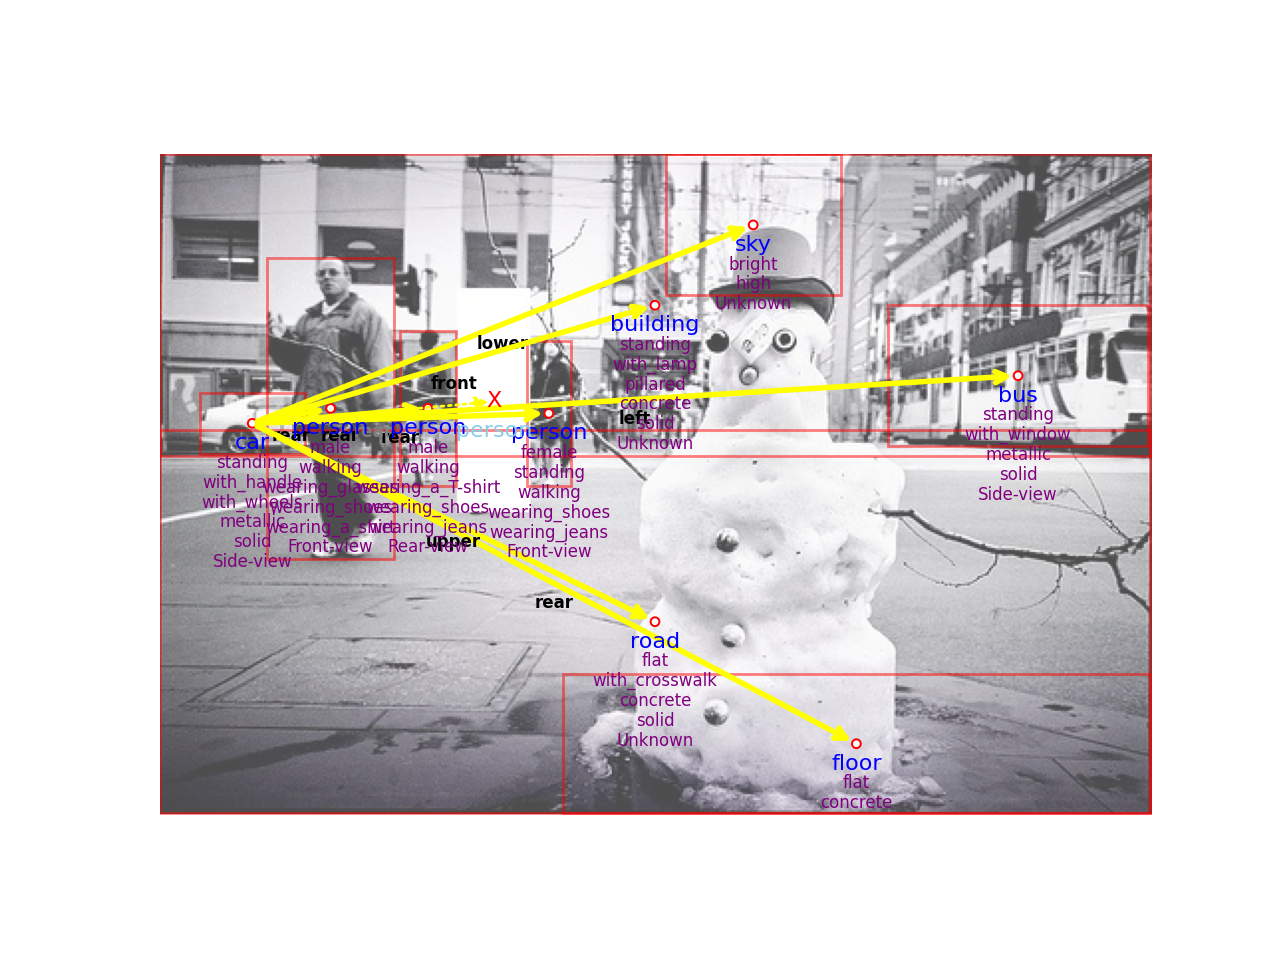 sky
bright
high
Unknown
building
standing
with_lamp
pillared
concrete
solid
Unknown
lower
front
X
bus
standing
with_window
metallic
solid
Side-view
left
car
standing
with_handle
with_wheels
metallic
solid
Side-view
rear
person
male
walking
wearing_glasses
wearing_shoes
wearing_a_shirt
Front-view
rear
person
male
walking
wearing_a_T-shirt
wearing_shoes
wearing_jeans
Rear-view
rear
person
person
female
standing
walking
wearing_shoes
wearing_jeans
Front-view
upper
rear
road
flat
with_crosswalk
concrete
solid
Unknown
floor
flat
concrete